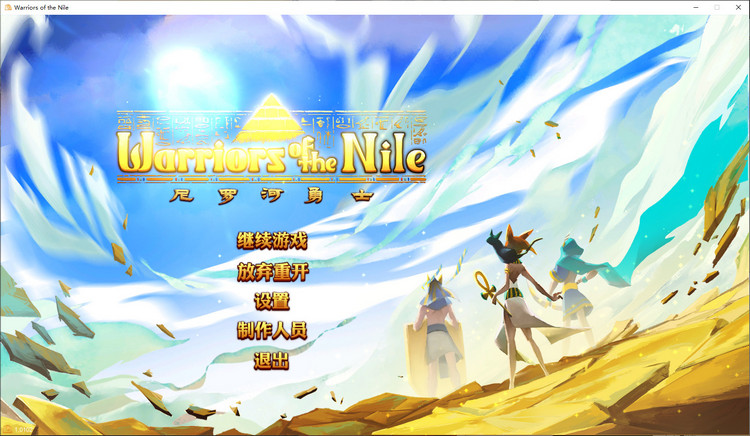 Warriors of the Nile
Warriors of the Nile
尼罗河勇士
继续游戏
放弃重开
设置
制作人员
退出